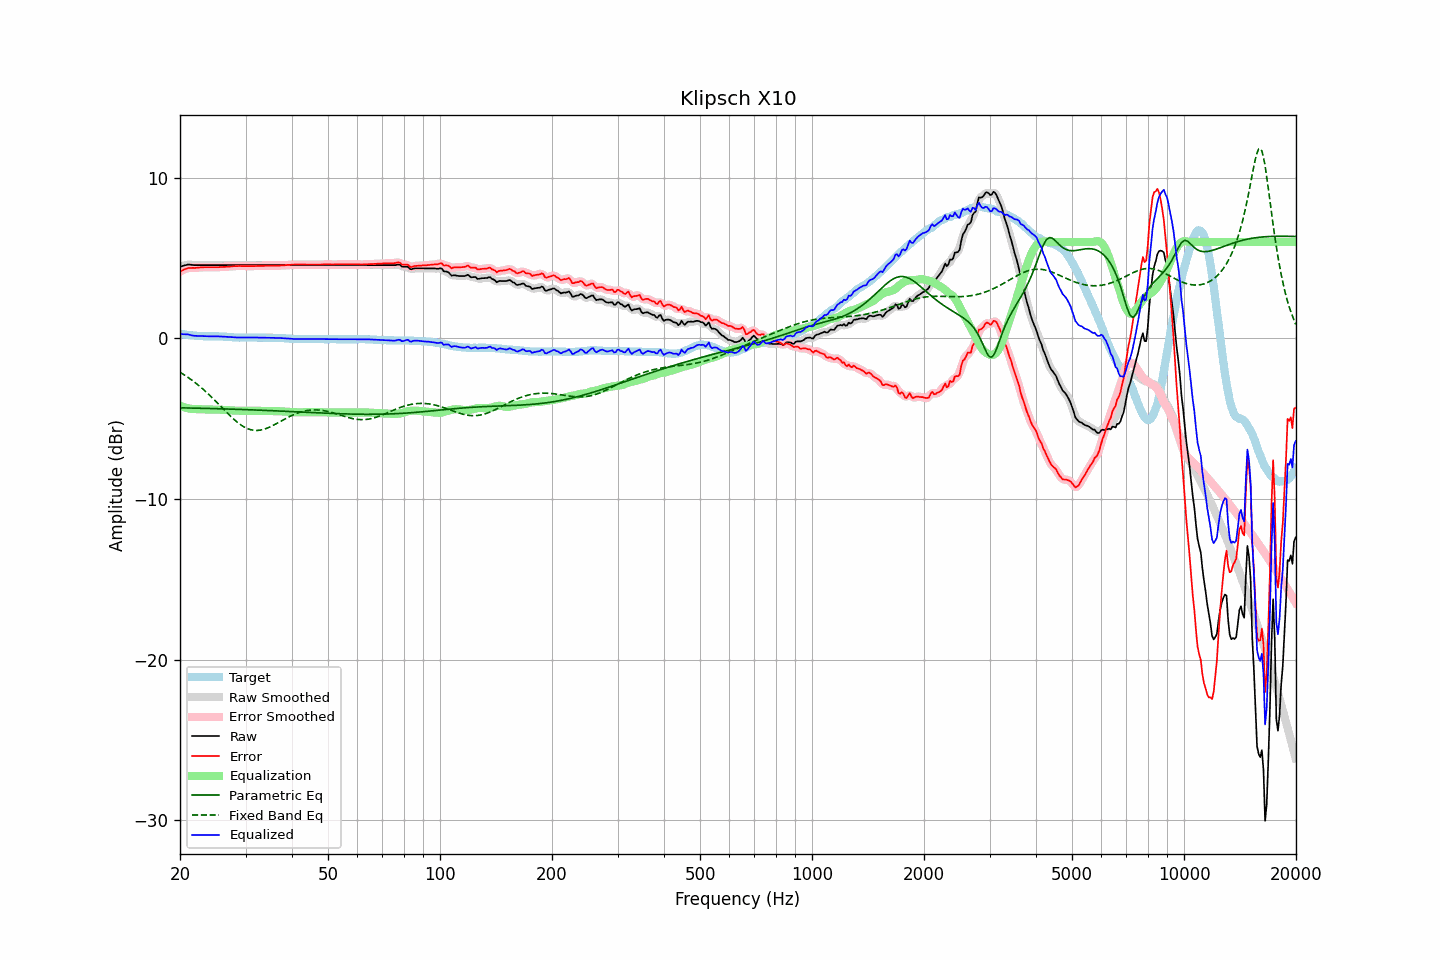 Klipsch X10
Amplitude (dBr)
10
0
−10
−20
−30
Target
Raw Smoothed
Error Smoothed
Raw
Error
Equalization
Parametric Eq
Fixed Band Eq
Equalized
20 50 100 200 500 1000 2000 5000 10000 20000
Frequency (Hz)